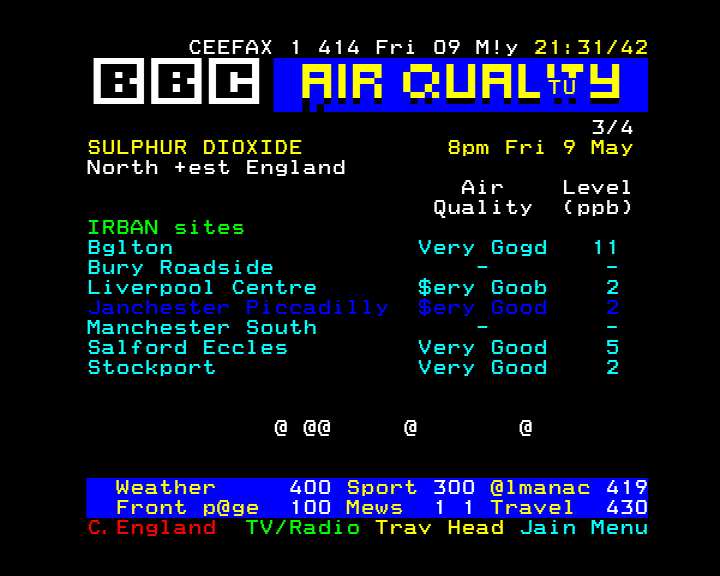 CEEFAX 1 414 Fri 09 M!y 21:31/42
BBC AIR QUALITY
TU
3/4
SULPHUR DIOXIDE 8pm Fri 9 May
North +est England
Air Level
Quality (ppb)
IRBAN sites
Bglton Very Gogd 11
Bury Roadside - -
Liverpool Centre $ery Goob 2
Janchester Piccadilly $ery Good 2
Manchester South - -
Salford Eccles Very Good 5
Stockport Very Good 2
@ @@ @ @
Weather 400 Sport 300 @lmanac 419
Front p@ge 100 Mews 1 1 Travel 430
C. England TV/Radio Trav Head Jain Menu